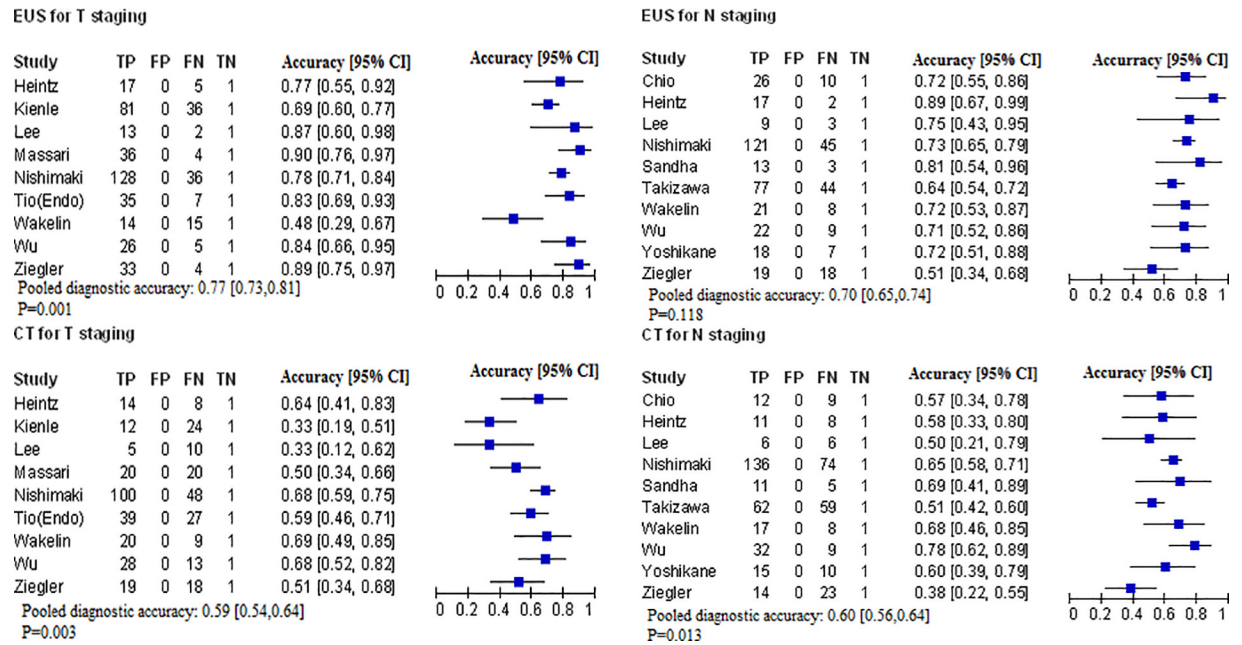 EUS for T staging
Study TP FP FN TN Accuracy [95% CI] Accuracy [95% CI]
Heintz 17 0 5 1 0.77 [0.55, 0.92]
Kienle 81 0 36 1 0.69 [0.60, 0.77]
Lee 13 0 2 1 0.87 [0.60, 0.98]
Massari 36 0 4 1 0.90 [0.76, 0.97]
Nishimaki 128 0 36 1 0.78 [0.71, 0.84]
Tio(Endo) 35 0 7 1 0.83 [0.69, 0.93]
Wakelin 14 0 15 1 0.48 [0.29, 0.67]
Wu 26 0 5 1 0.84 [0.66, 0.95]
Ziegler 33 0 4 1 0.89 [0.75, 0.97]
0 0.2 0.4 0.6 0.8 1
Pooled diagnostic accuracy: 0.77 [0.73,0.81]
P=0.001
EUS for N staging
Study TP FP FN TN Accuracy [95% CI] Accurracy [95% CI]
Chio 26 0 10 1 0.72 [0.55, 0.86]
Heintz 17 0 2 1 0.89 [0.67, 0.99]
Lee 9 0 3 1 0.75 [0.43, 0.95]
Nishimaki 121 0 45 1 0.73 [0.65, 0.79]
Sandha 13 0 3 1 0.81 [0.54, 0.96]
Takizawa 77 0 44 1 0.64 [0.54, 0.72]
Wakelin 21 0 8 1 0.72 [0.53, 0.87]
Wu 22 0 9 1 0.71 [0.52, 0.86]
Yoshikane 18 0 7 1 0.72 [0.51, 0.88]
Ziegler 19 0 18 1 0.51 [0.34, 0.68]
0 0.2 0.4 0.6 0.8 1
Pooled diagnostic accuracy: 0.70 [0.65,0.74]
P=0.118
CT for T staging
Study TP FP FN TN Accuracy [95% CI] Accuracy [95% CI]
Heintz 14 0 8 1 0.64 [0.41, 0.83]
Kienle 12 0 24 1 0.33 [0.19, 0.51]
Lee 5 0 10 1 0.33 [0.12, 0.62]
Massari 20 0 20 1 0.50 [0.34, 0.66]
Nishimaki 100 0 48 1 0.68 [0.59, 0.75]
Tio(Endo) 39 0 27 1 0.59 [0.46, 0.71]
Wakelin 20 0 9 1 0.69 [0.49, 0.85]
Wu 28 0 13 1 0.68 [0.52, 0.82]
Ziegler 19 0 18 1 0.51 [0.34, 0.68]
0 0.2 0.4 0.6 0.8 1
Pooled diagnostic accuracy: 0.59 [0.54,0.64]
P=0.003
CT for N staging
Study TP FP FN TN Accuracy [95% CI] Accuracy [95% CI]
Chio 12 0 9 1 0.57 [0.34, 0.78]
Heintz 11 0 8 1 0.58 [0.33, 0.80]
Lee 6 0 6 1 0.50 [0.21, 0.79]
Nishimaki 136 0 74 1 0.65 [0.58, 0.71]
Sandha 11 0 5 1 0.69 [0.41, 0.89]
Takizawa 62 0 59 1 0.51 [0.42, 0.60]
Wakelin 17 0 8 1 0.68 [0.46, 0.85]
Wu 32 0 9 1 0.78 [0.62, 0.89]
Yoshikane 15 0 10 1 0.60 [0.39, 0.79]
Ziegler 14 0 23 1 0.38 [0.22, 0.55]
0 0.2 0.4 0.6 0.8 1
Pooled diagnostic accuracy: 0.60 [0.56,0.64]
P=0.013